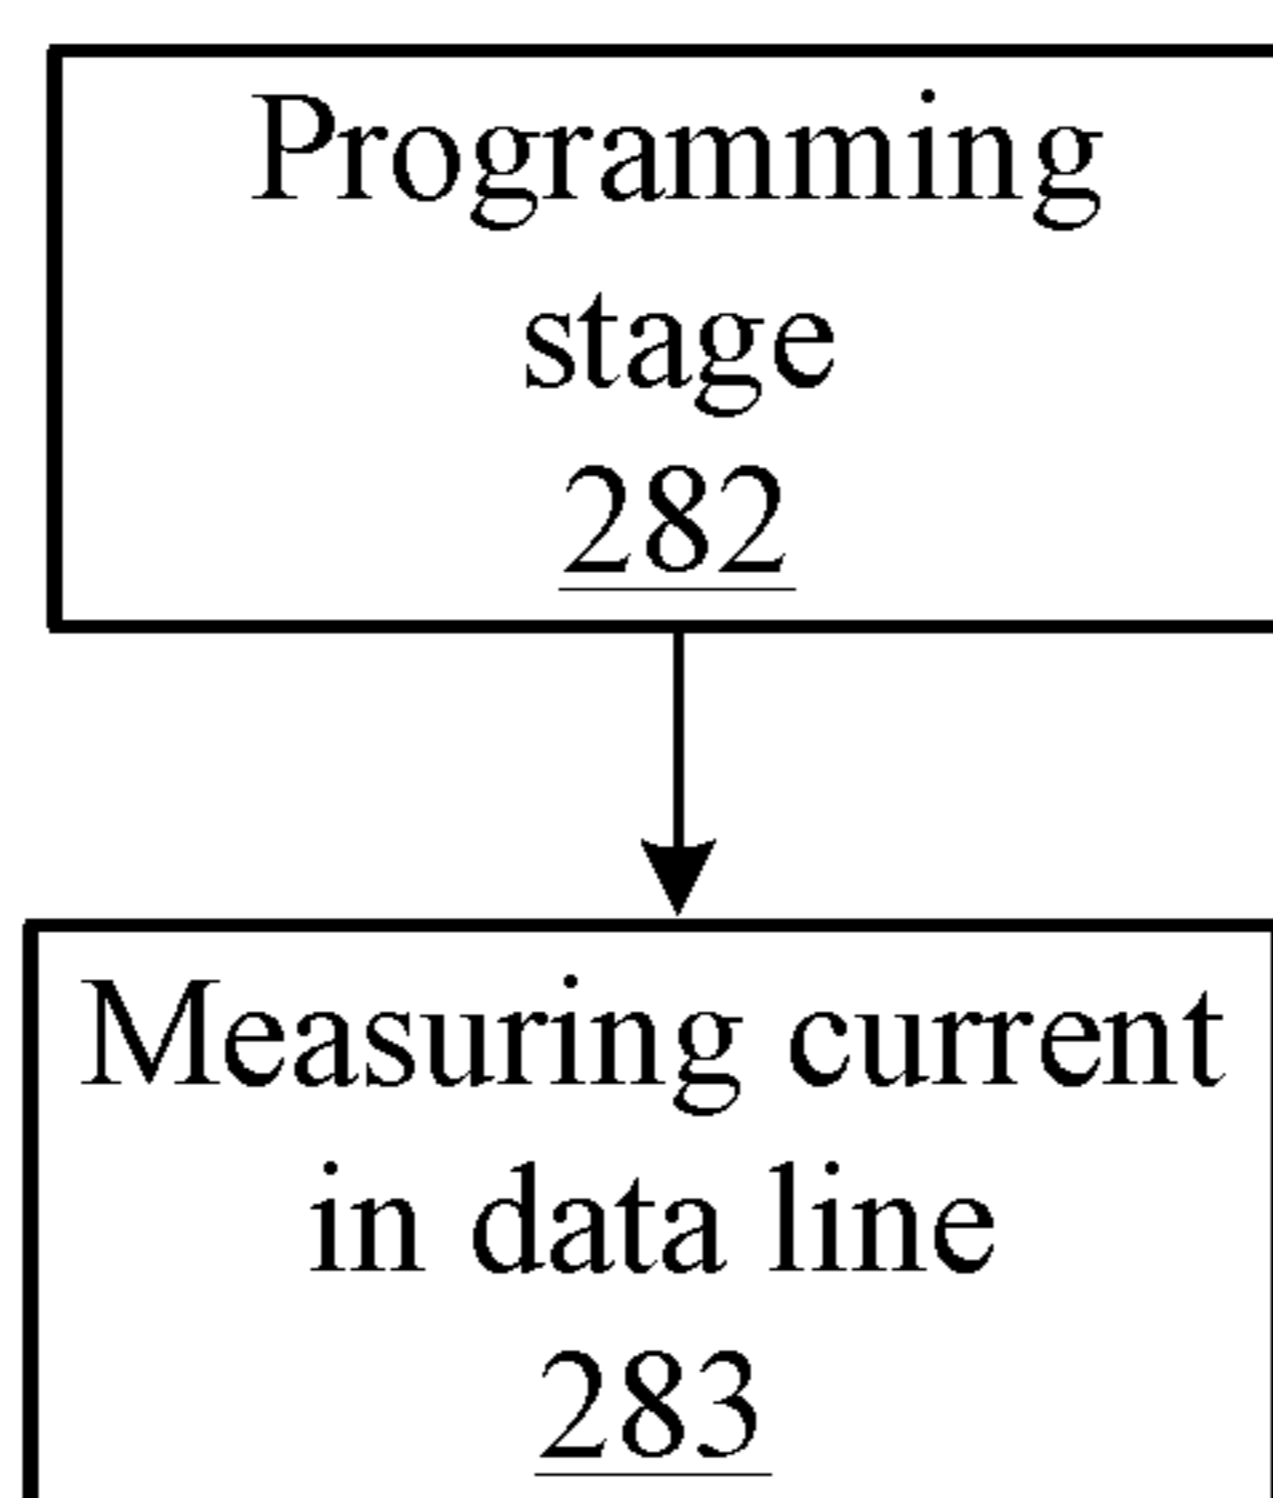 Programming
stage
282
Measuring current
in data line
283